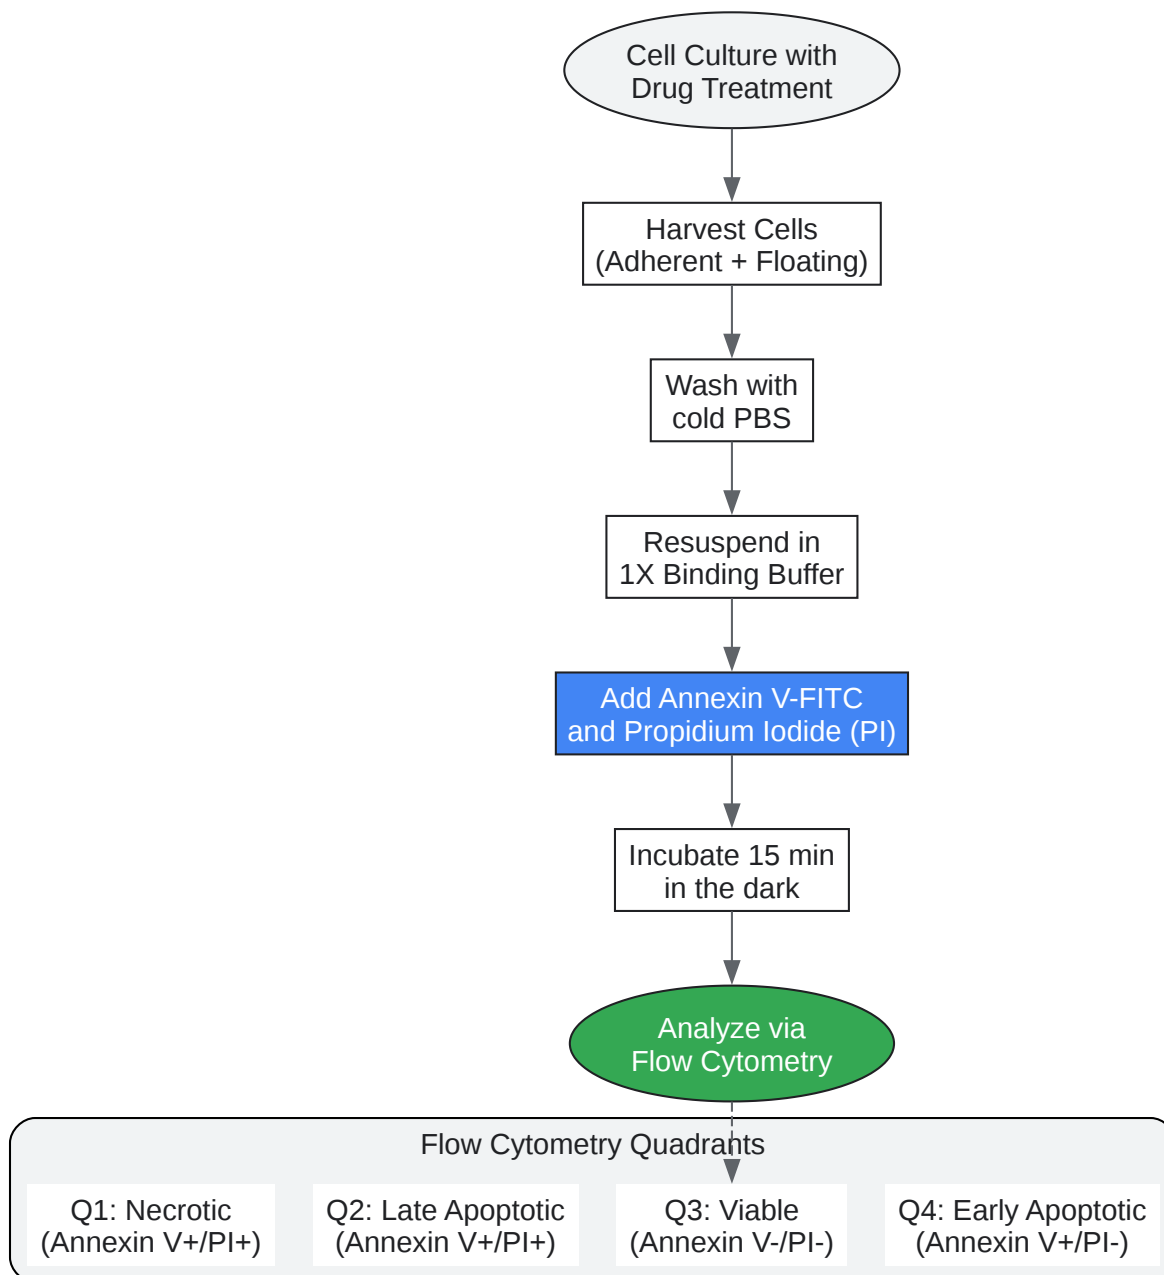 Cell Culture with
Drug Treatment
Harvest Cells
(Adherent + Floating)
Wash with
cold PBS
Resuspend in
1X Binding Buffer
Add Annexin V-FITC
and Propidium Iodide (PI)
Incubate 15 min
in the dark
Analyze via
Flow Cytometry
Flow Cytometry Quadrants
Q1: Necrotic
(Annexin V+/PI+)
Q2: Late Apoptotic
(Annexin V+/PI+)
Q3: Viable
(Annexin V-/PI-)
Q4: Early Apoptotic
(Annexin V+/PI-)